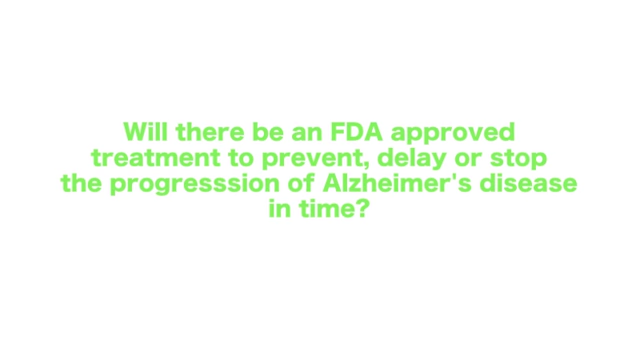 Will there be an FDA approved
treatment to prevent, delay or stop
the progresssion of Alzheimer's disease
in time?